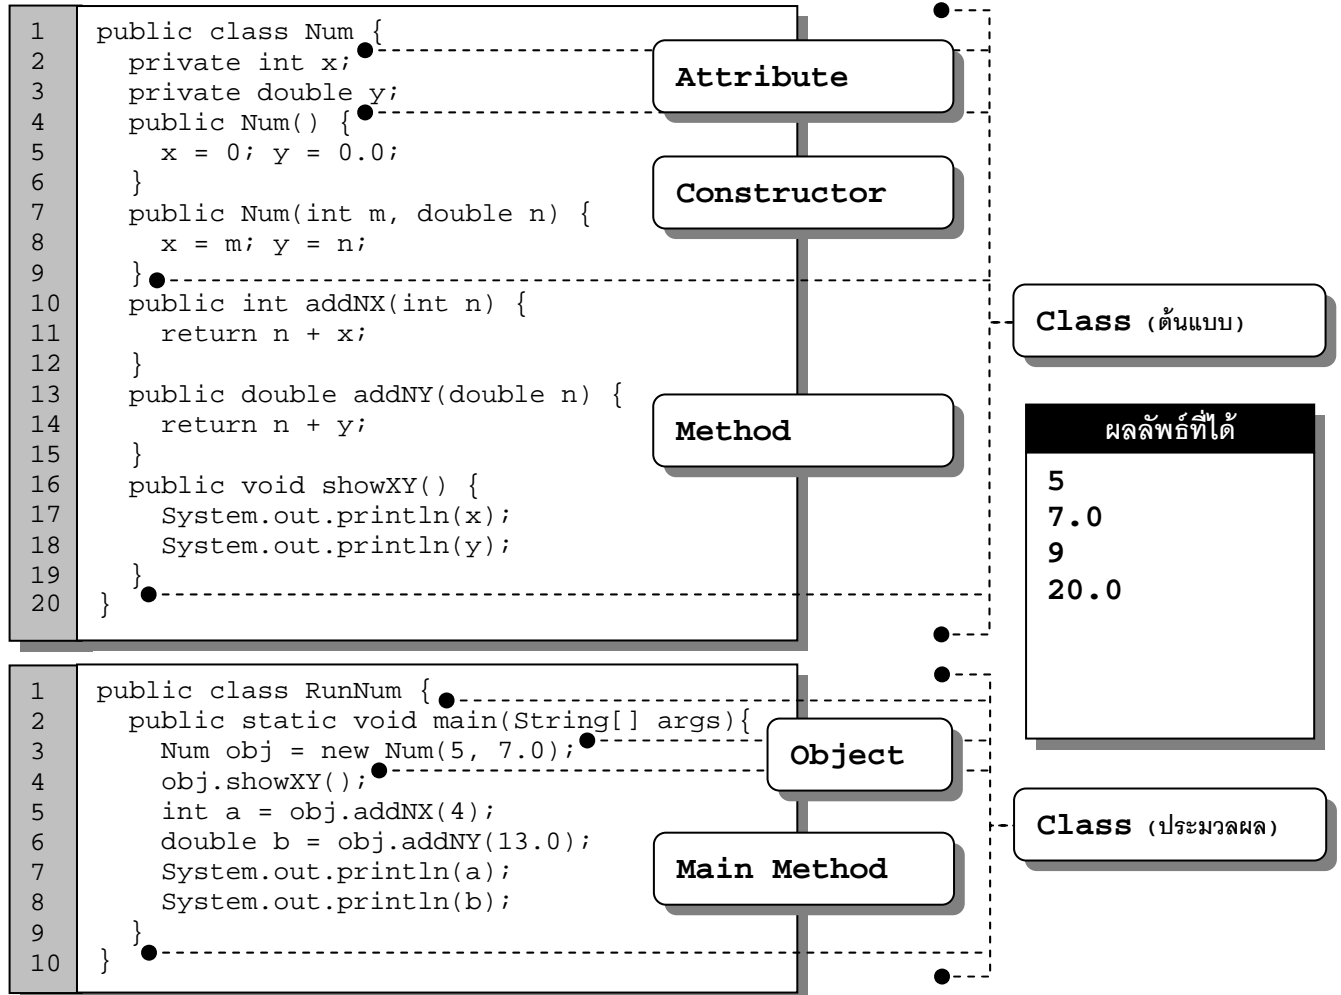 1 public class Num {
2 private int x;
3 private double y;
4 public Num() {
5 x = 0; y = 0.0;
6 }
7 public Num(int m, double n) {
8 x = m; y = n;
9 }
10 public int addNX(int n) {
11 return n + x;
12 }
13 public double addNY(double n) {
14 return n + y;
15 }
16 public void showXY() {
17 System.out.println(x);
18 System.out.println(y);
19 }
20 }
Attribute
Constructor
Method
Class (ต้นแบบ)
ผลลัพธ์ที่ได้
5
7.0
9
20.0
1 public class RunNum {
2 public static void main(String[] args){
3 Num obj = new Num(5, 7.0);
4 obj.showXY();
5 int a = obj.addNX(4);
6 double b = obj.addNY(13.0);
7 System.out.println(a);
8 System.out.println(b);
9 }
10 }
Object
Main Method
Class (ประมวลผล)